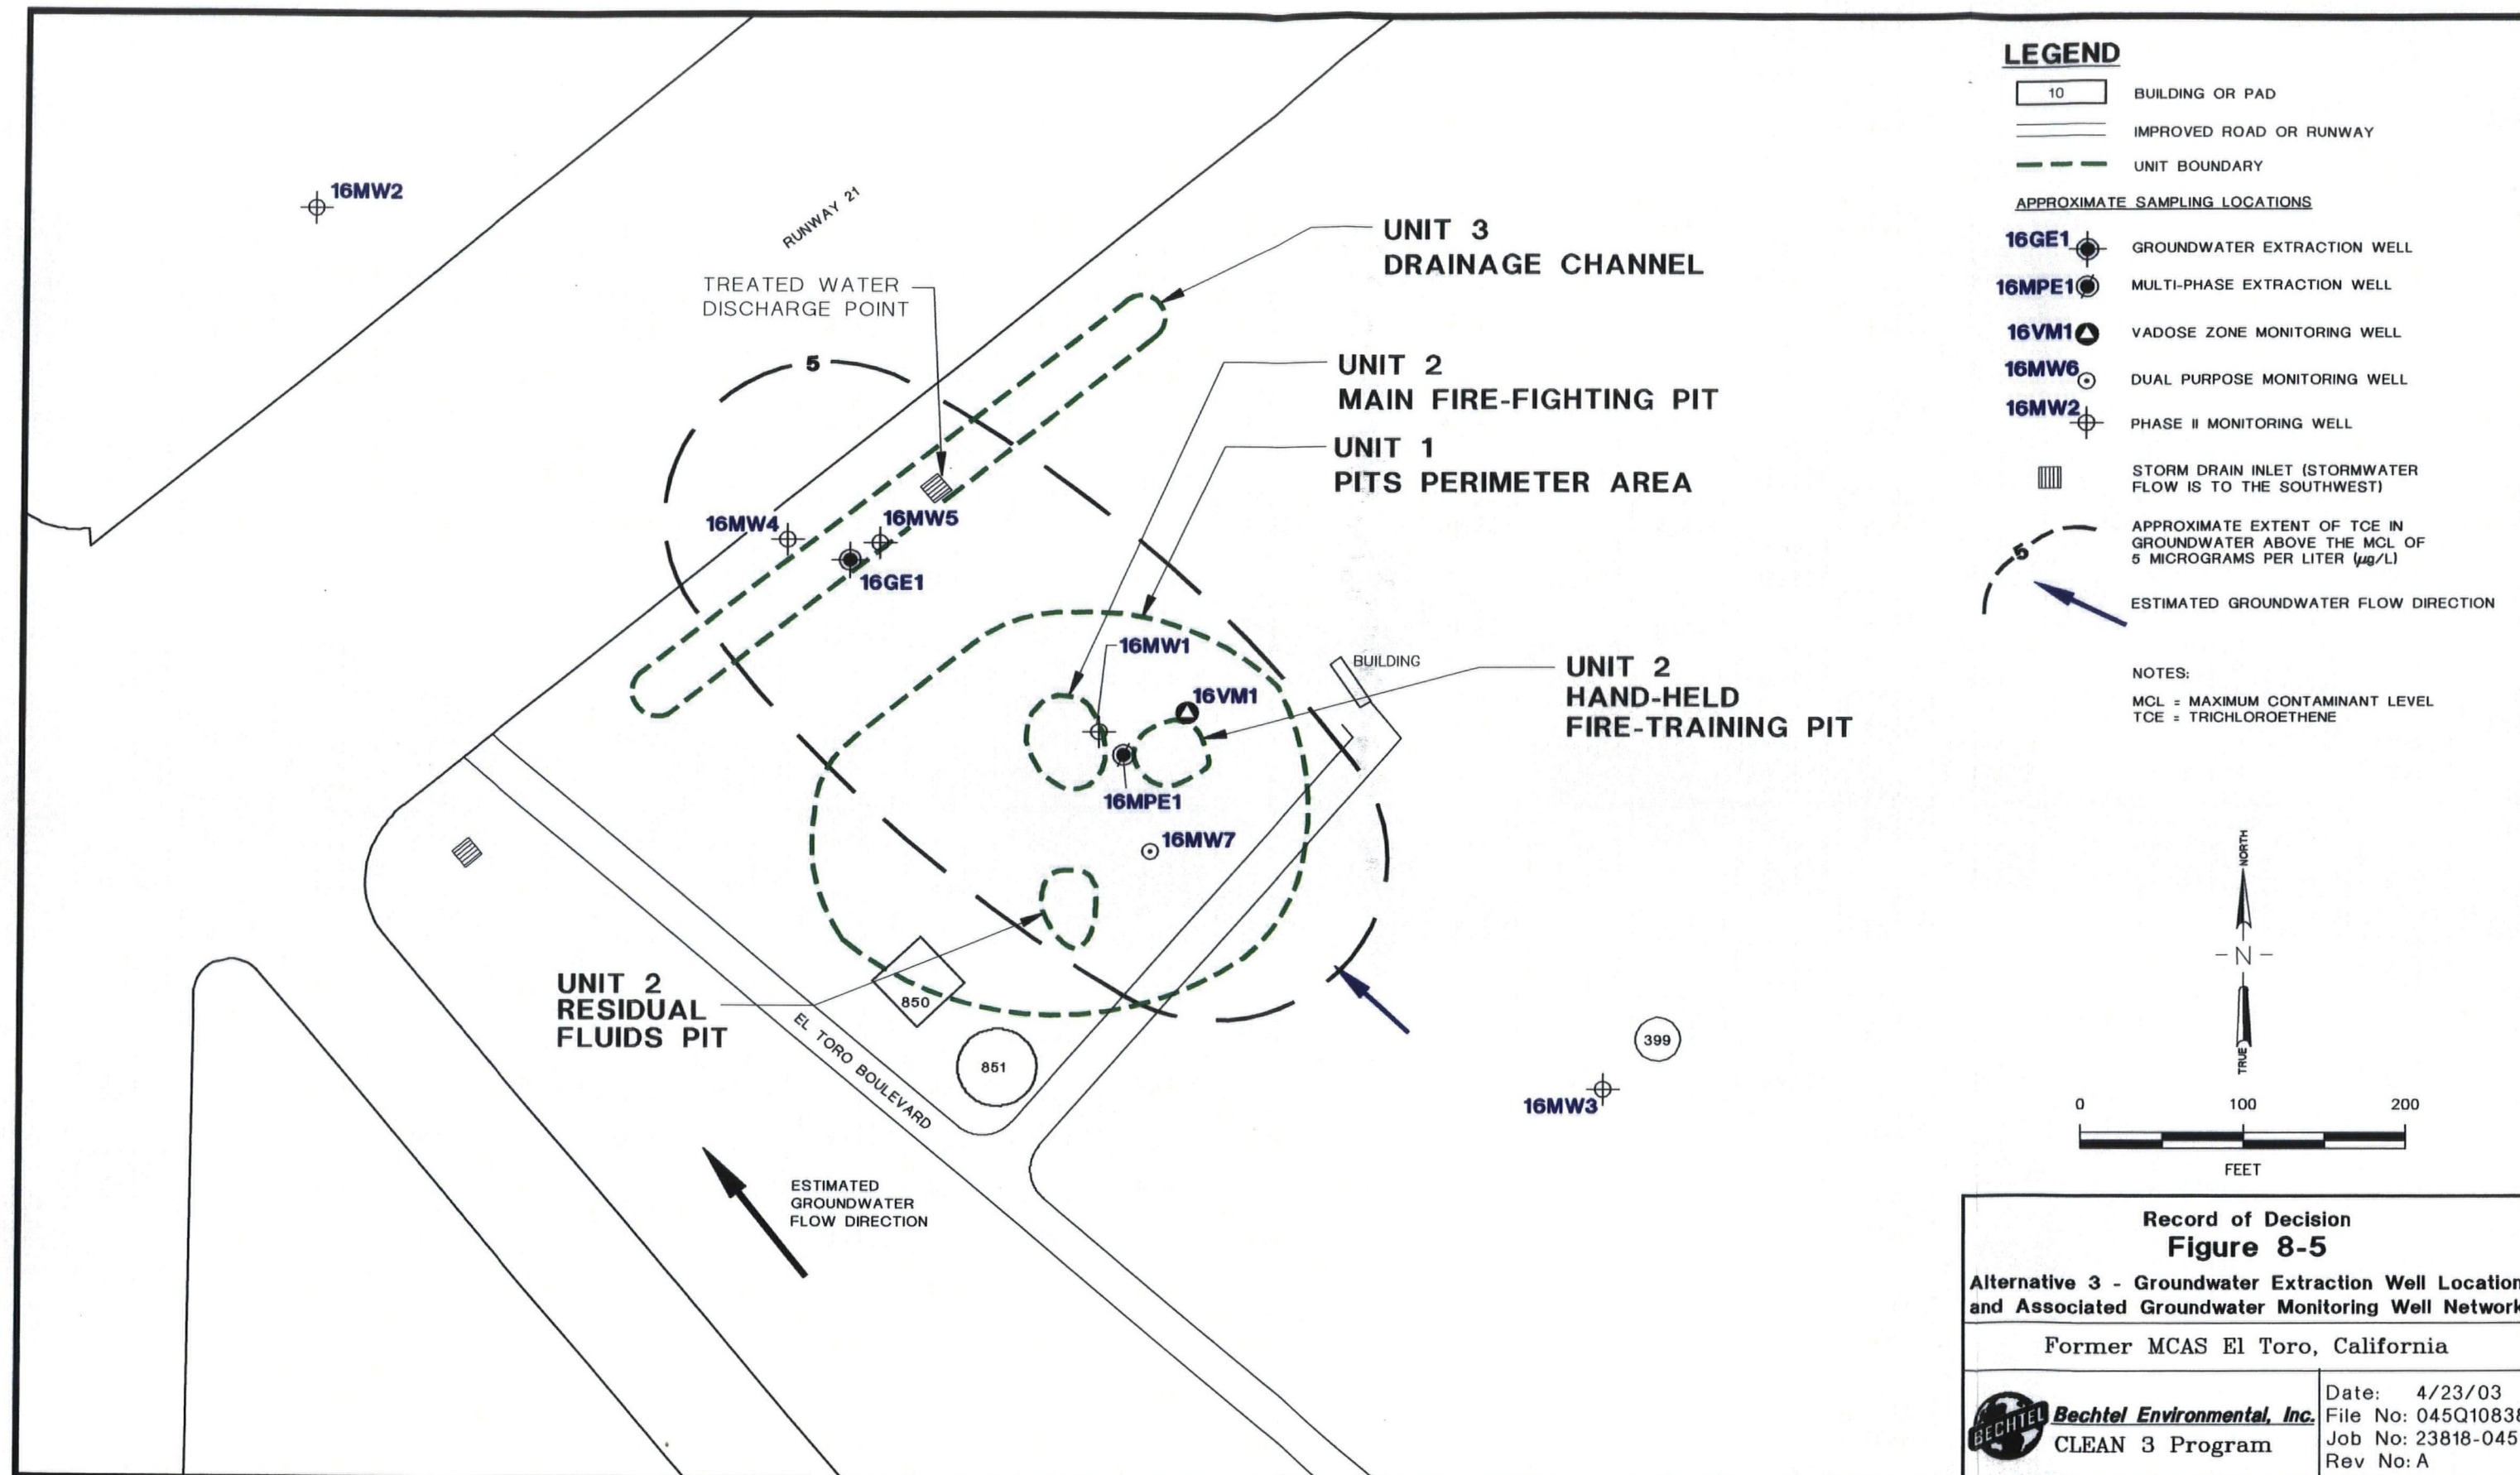 16MW2
RUNWAY 21
TREATED WATER
DISCHARGE POINT
5
UNIT 3
DRAINAGE CHANNEL
UNIT 2
MAIN FIRE-FIGHTING PIT
UNIT 1
PITS PERIMETER AREA
16MW4
16MW5
16GE1
16MW1
16VM1
BUILDING
UNIT 2
HAND-HELD
FIRE-TRAINING PIT
16MPE1
16MW7
UNIT 2
RESIDUAL
FLUIDS PIT
850
851
EL TORO BOULEVARD
399
16MW3
ESTIMATED
GROUNDWATER
FLOW DIRECTION
LEGEND
10
BUILDING OR PAD
IMPROVED ROAD OR RUNWAY
UNIT BOUNDARY
APPROXIMATE SAMPLING LOCATIONS
16GE1 GROUNDWATER EXTRACTION WELL
16MPE1 MULTI-PHASE EXTRACTION WELL
16VM1 VADOSE ZONE MONITORING WELL
16MW6 DUAL PURPOSE MONITORING WELL
16MW2 PHASE II MONITORING WELL
STORM DRAIN INLET (STORMWATER
FLOW IS TO THE SOUTHWEST)
5
APPROXIMATE EXTENT OF TCE IN
GROUNDWATER ABOVE THE MCL OF
5 MICROGRAMS PER LITER (µg/L)
ESTIMATED GROUNDWATER FLOW DIRECTION
NOTES:
MCL = MAXIMUM CONTAMINANT LEVEL
TCE = TRICHLOROETHENE
NORTH
N
TRUE
0 100 200
FEET
Record of Decision
Figure 8-5
Alternative 3 - Groundwater Extraction Well Location
and Associated Groundwater Monitoring Well Network
Former MCAS El Toro, California
BECHTEL
Bechtel Environmental, Inc.
CLEAN 3 Program
Date: 4/23/03
File No: 045Q10838
Job No: 23818-045
Rev No: A